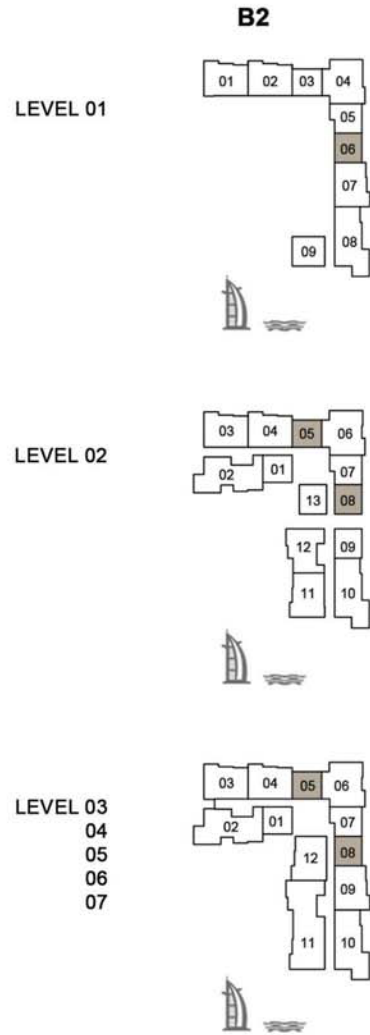 B2
LEVEL 01
01 02 03 04
05
06
07
08
09
LEVEL 02
03 04 05 06
02 01 07
13 08
12 09
11 10
LEVEL 03
04
05
06
07
03 04 05 06
02 01 07
12 08
09
11 10